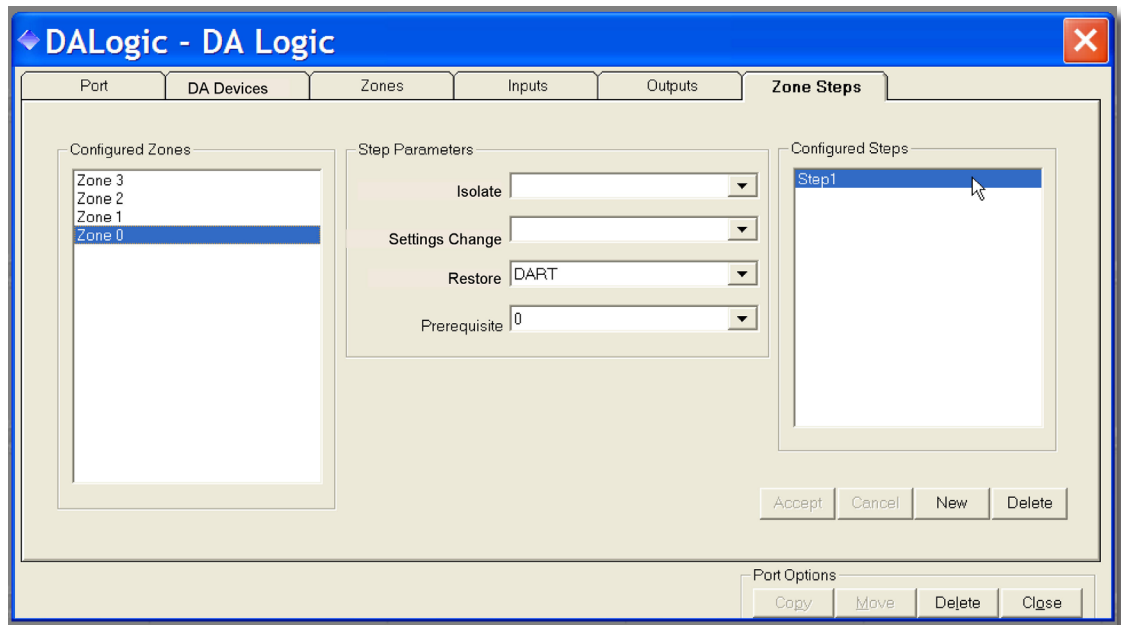 DALogic - DA Logic
Port DA Devices Zones Inputs Outputs Zone Steps
Configured Zones
Zone 3
Zone 2
Zone 1
Zone 0
Step Parameters
Isolate
Settings Change
Restore DART
Prerequisite 0
Configured Steps
Step1
Accept Cancel New Delete
Port Options
Copy Move Delete Close